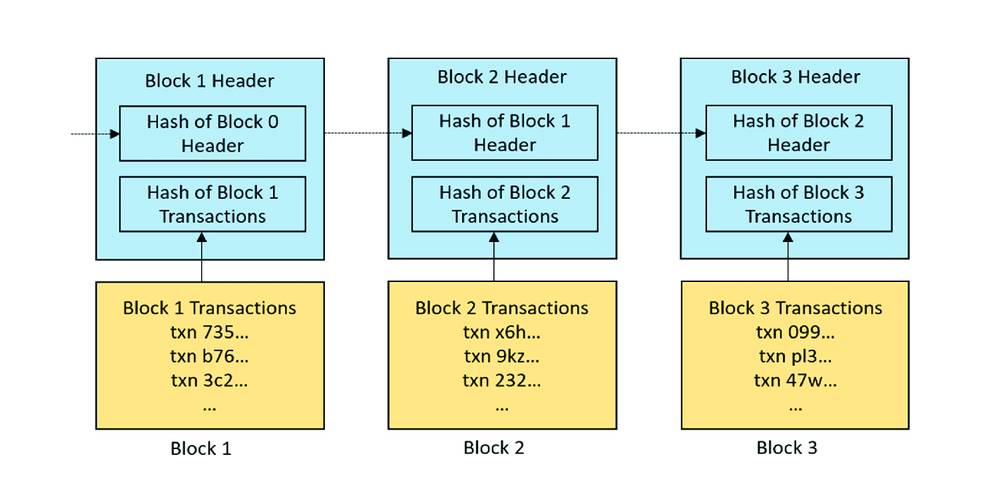 Block 1 Header
Hash of Block 0
Header
Hash of Block 1
Transactions
Block 1 Transactions
txn 735...
txn b76...
txn 3c2...
...
Block 1
Block 2 Header
Hash of Block 1
Header
Hash of Block 2
Transactions
Block 2 Transactions
txn x6h...
txn 9kz...
txn 232...
...
Block 2
Block 3 Header
Hash of Block 2
Header
Hash of Block 3
Transactions
Block 3 Transactions
txn 099...
txn pl3...
txn 47w...
...
Block 3